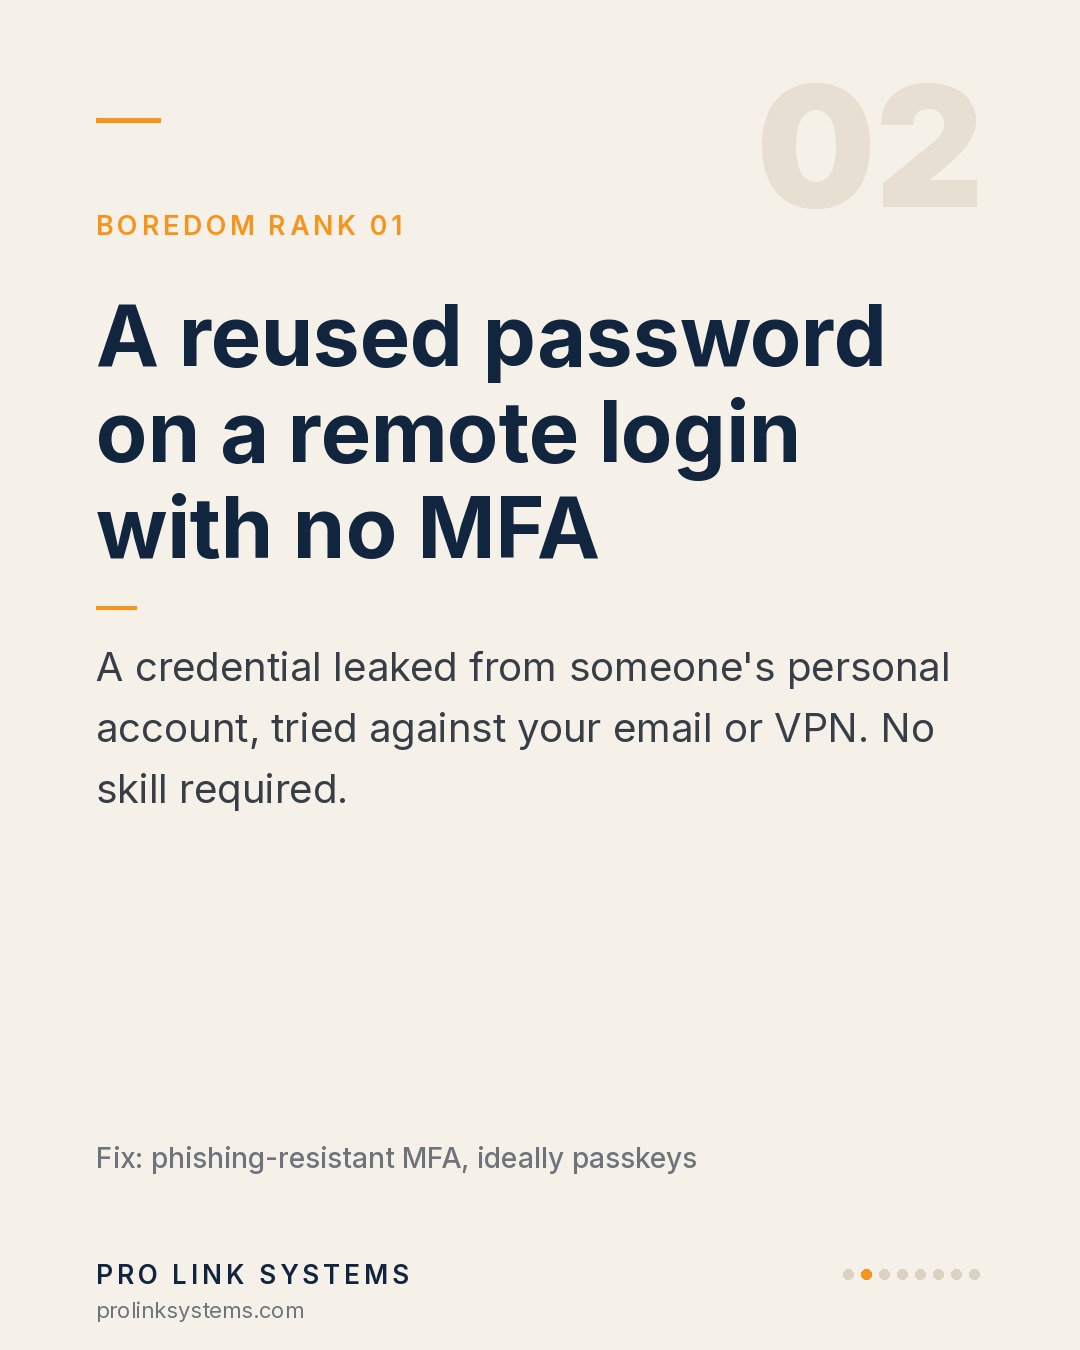 02
BOREDOM RANK 01
A reused password
on a remote login
with no MFA
A credential leaked from someone's personal
account, tried against your email or VPN. No
skill required.
Fix: phishing-resistant MFA, ideally passkeys
PRO LINK SYSTEMS
prolinksystems.com